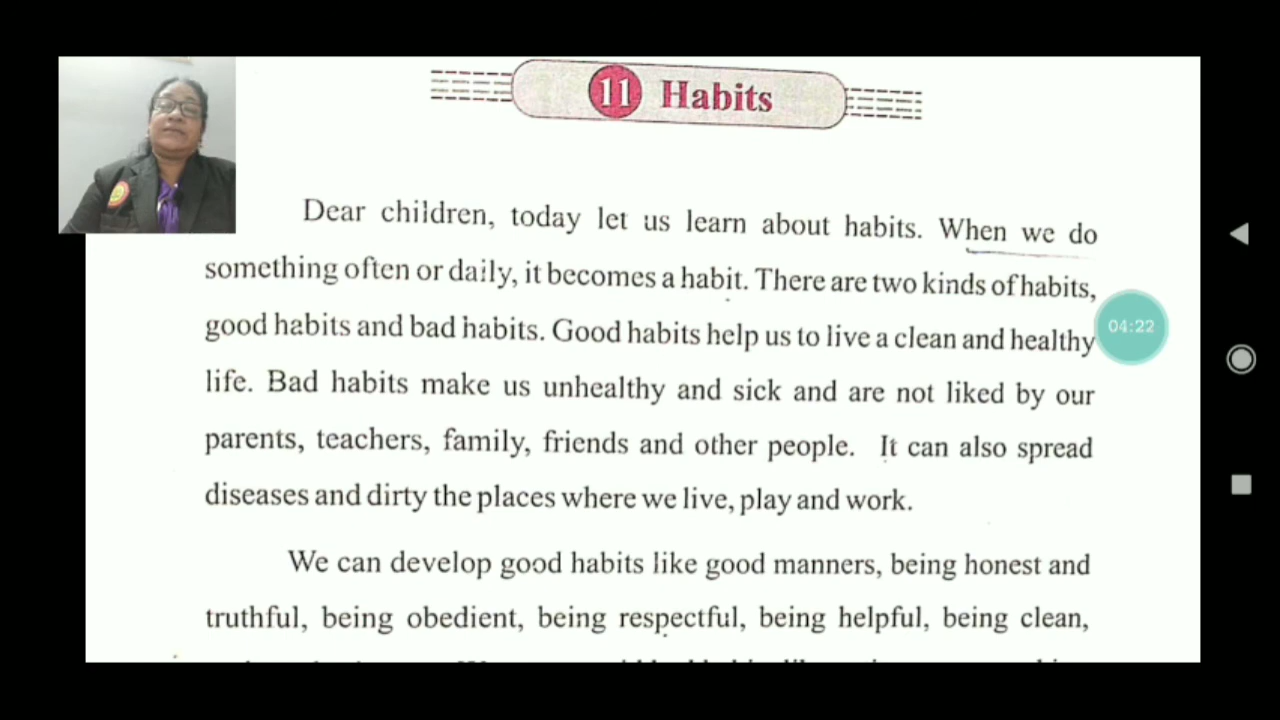 11 Habits
Dear children, today let us learn about habits. When we do
something often or daily, it becomes a habit. There are two kinds of habits,
good habits and bad habits. Good habits help us to live a clean and healthy
life. Bad habits make us unhealthy and sick and are not liked by our
parents, teachers, family, friends and other people. It can also spread
diseases and dirty the places where we live, play and work.
We can develop good habits like good manners, being honest and
truthful, being obedient, being respectful, being helpful, being clean,
04:22